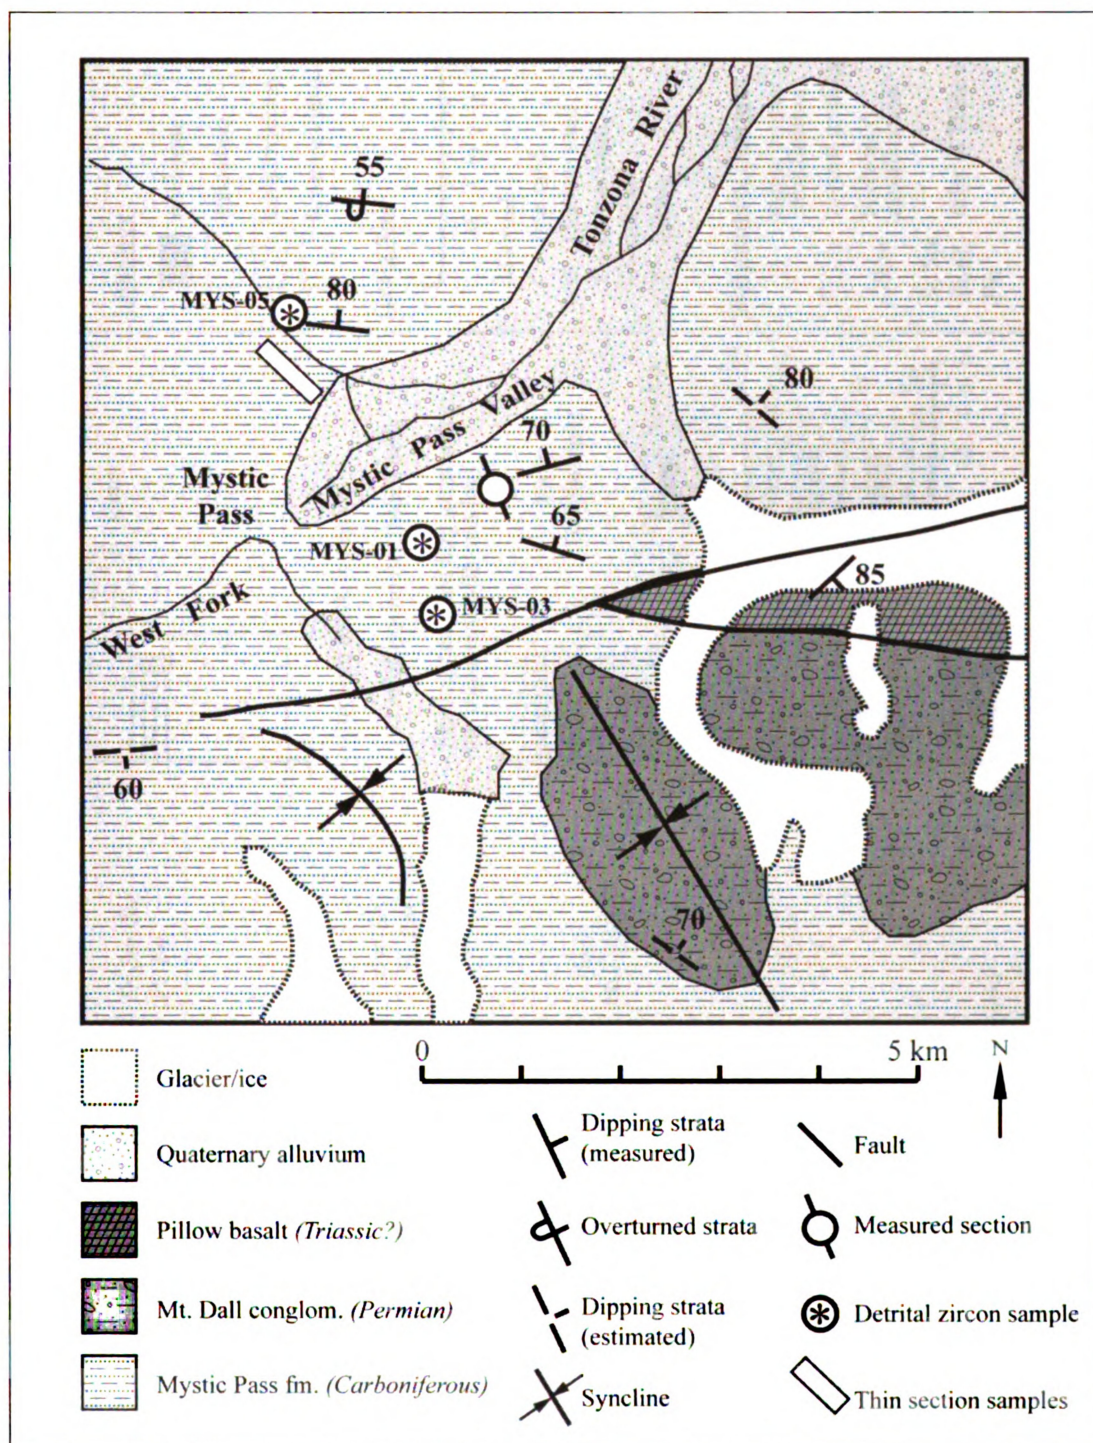 Tonzona River
55
MYS-05
80
80
Mystic Pass Valley
70
Mystic
Pass
65
MYS-01
85
West Fork
MYS-03
60
70
0
5 km
N
Glacier/ice
Quaternary alluvium
Pillow basalt (Triassic?)
Mt. Dall conglom. (Permian)
Mystic Pass fm. (Carboniferous)
Dipping strata
(measured)
Overturned strata
Dipping strata
(estimated)
Syncline
Fault
Measured section
Detrital zircon sample
Thin section samples